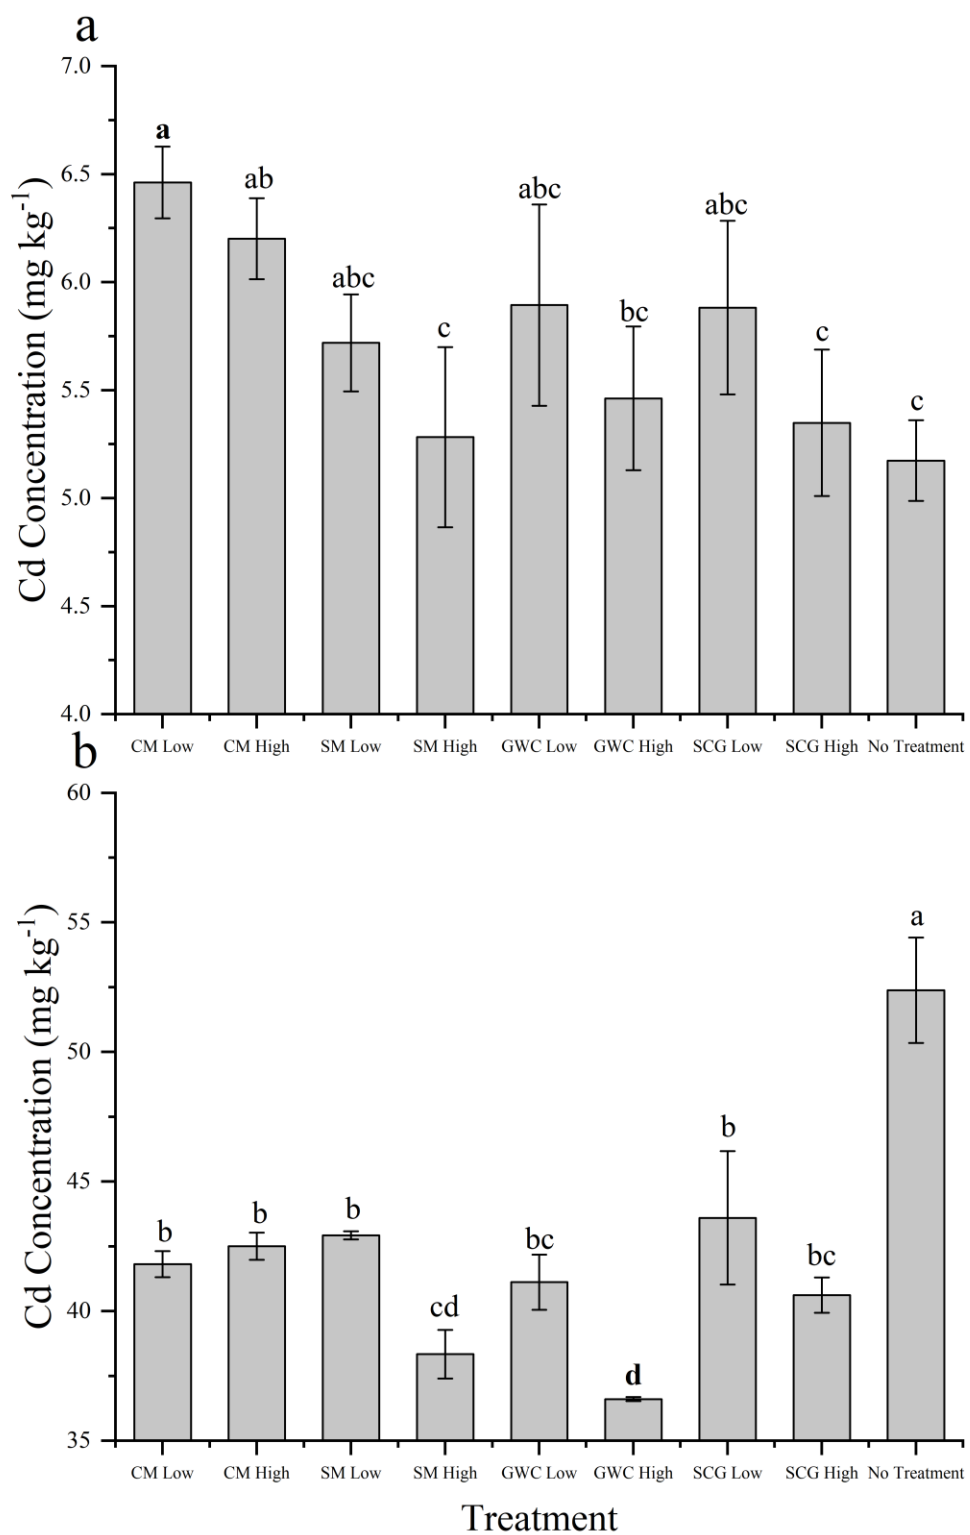 a
7.0
6.5
6.0
5.5
5.0
4.5
4.0
Cd Concentration (mg kg⁻¹)
a
ab
abc
c
abc
bc
abc
c
c
CM Low CM High SM Low SM High GWC Low GWC High SCG Low SCG High No Treatment
b
60
55
50
45
40
35
Cd Concentration (mg kg⁻¹)
b
b
b
cd
bc
d
b
bc
a
CM Low CM High SM Low SM High GWC Low GWC High SCG Low SCG High No Treatment
Treatment